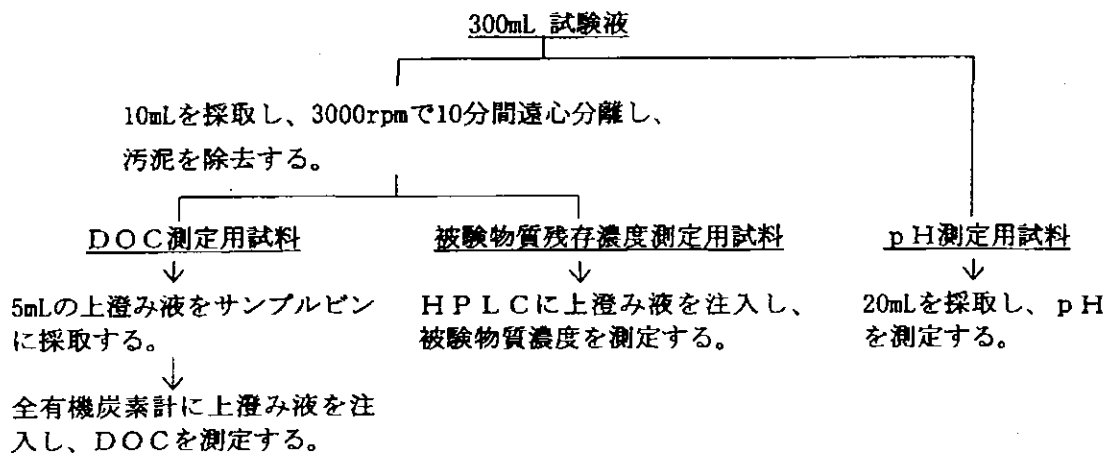 300mL 試験液
10mLを採取し、3000rpmで10分間遠心分離し、
汚泥を除去する。
DOC測定用試料
被験物質残存濃度測定用試料
pH測定用試料
5mLの上澄み液をサンプルビン
に採取する。
HPLCに上澄み液を注入し、
被験物質濃度を測定する。
20mLを採取し、pH
を測定する。
全有機炭素計に上澄み液を注
入し、DOCを測定する。